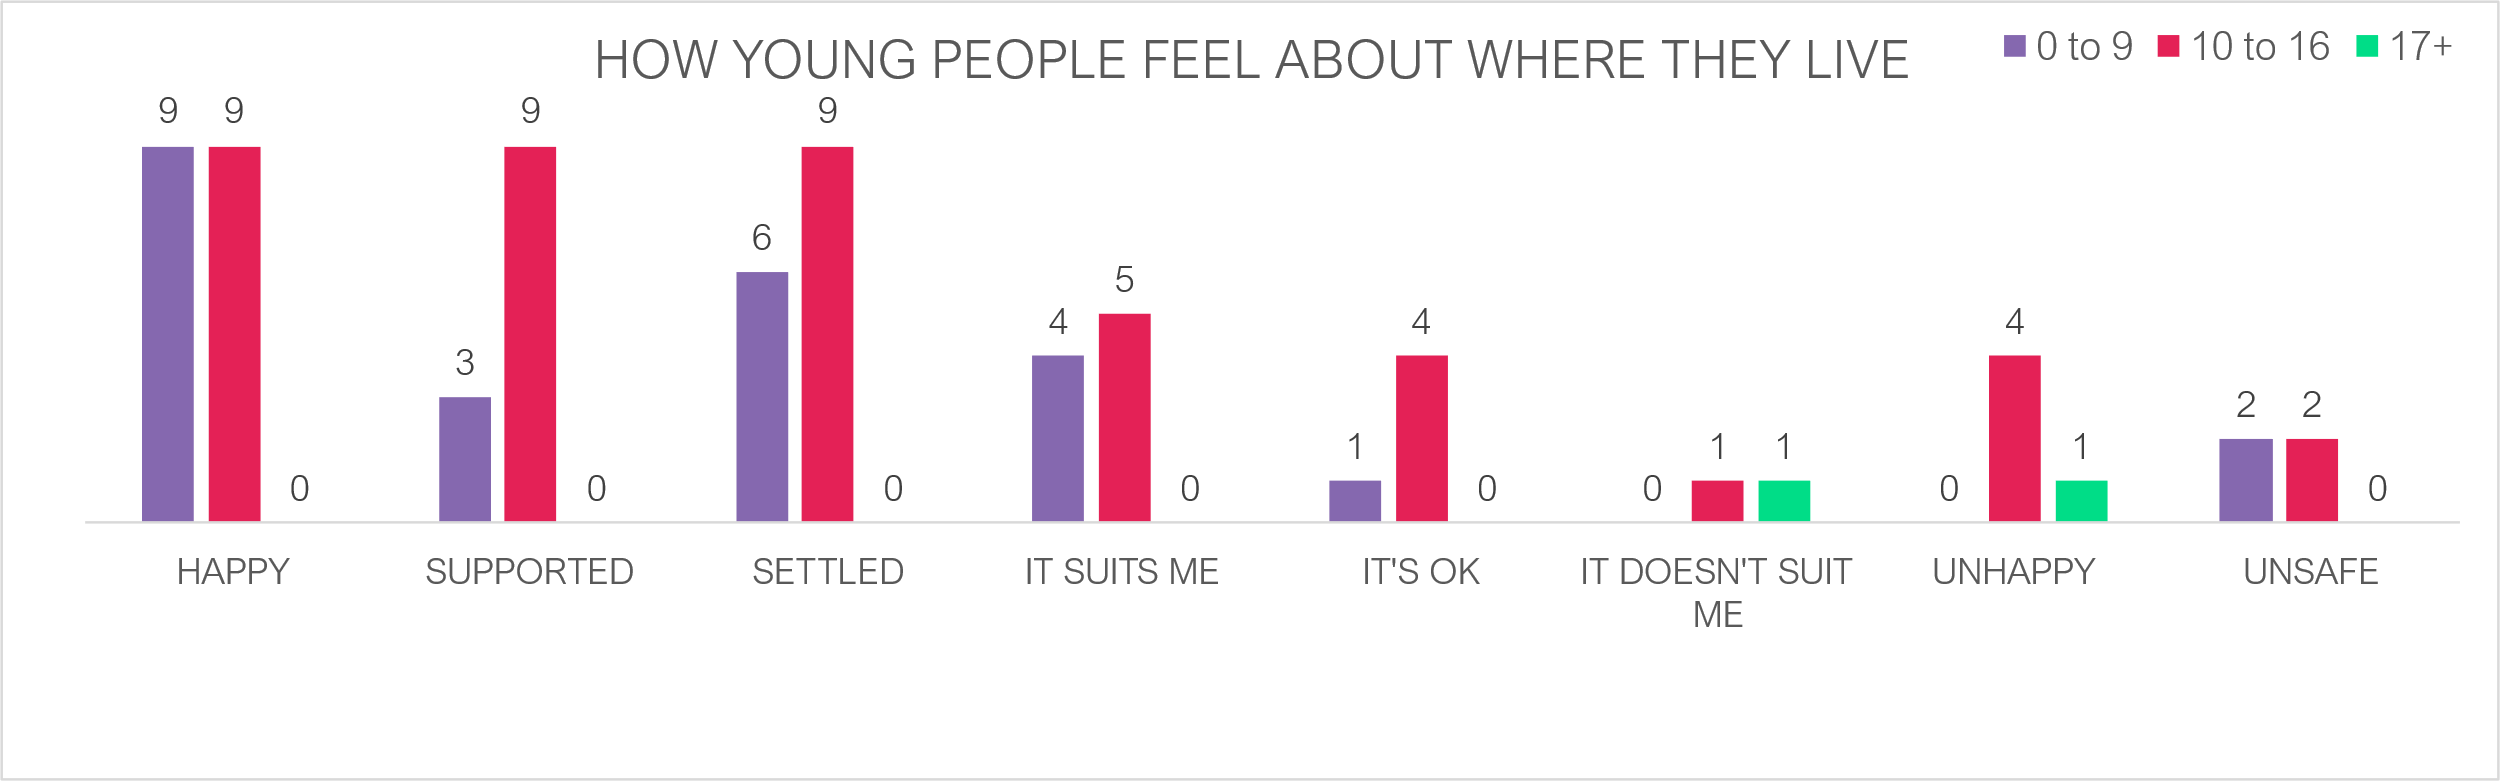 HOW YOUNG PEOPLE FEEL ABOUT WHERE THEY LIVE
0 to 9 10 to 16 17+
9 9 0
3 9 0
6 9 0
4 5 0
1 4 0
0 1 1
0 4 1
2 2 0
HAPPY
SUPPORTED
SETTLED
IT SUITS ME
IT'S OK
IT DOESN'T SUIT
ME
UNHAPPY
UNSAFE